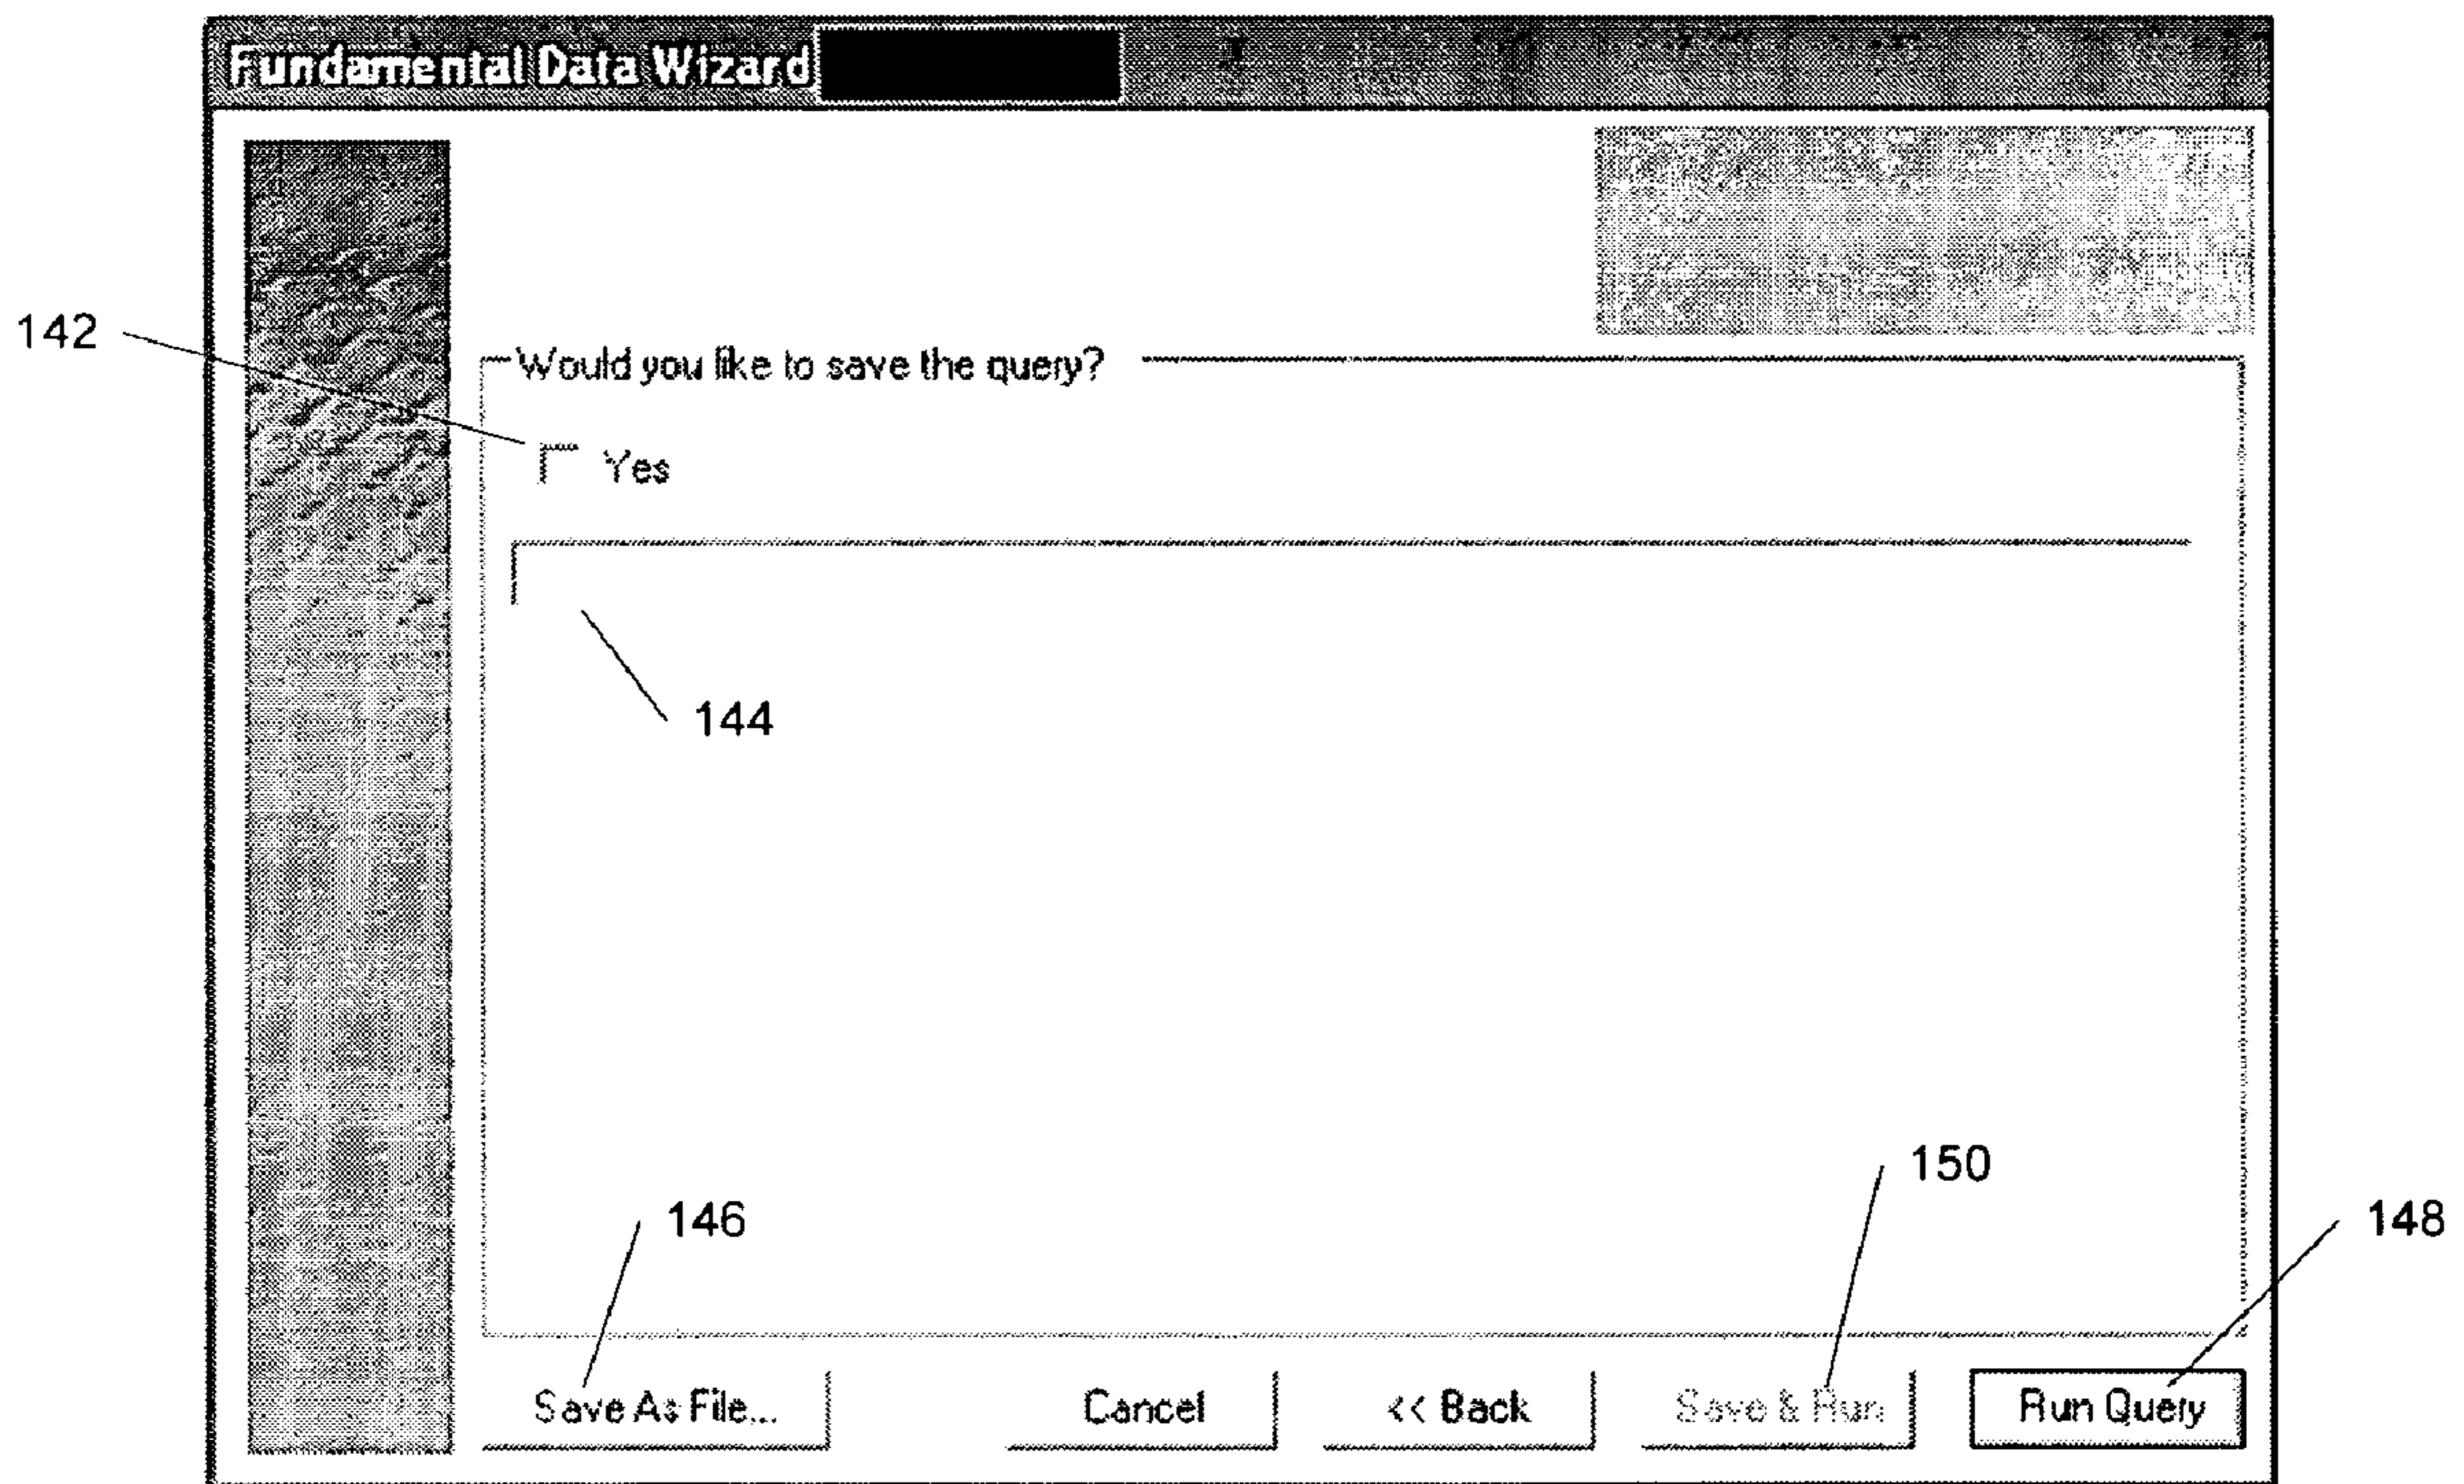 Fundamental Data Wizard
142
Would you like to save the query?
Yes
144
150
146
148
Save As File...
Cancel
<< Back
Save & Run
Run Query